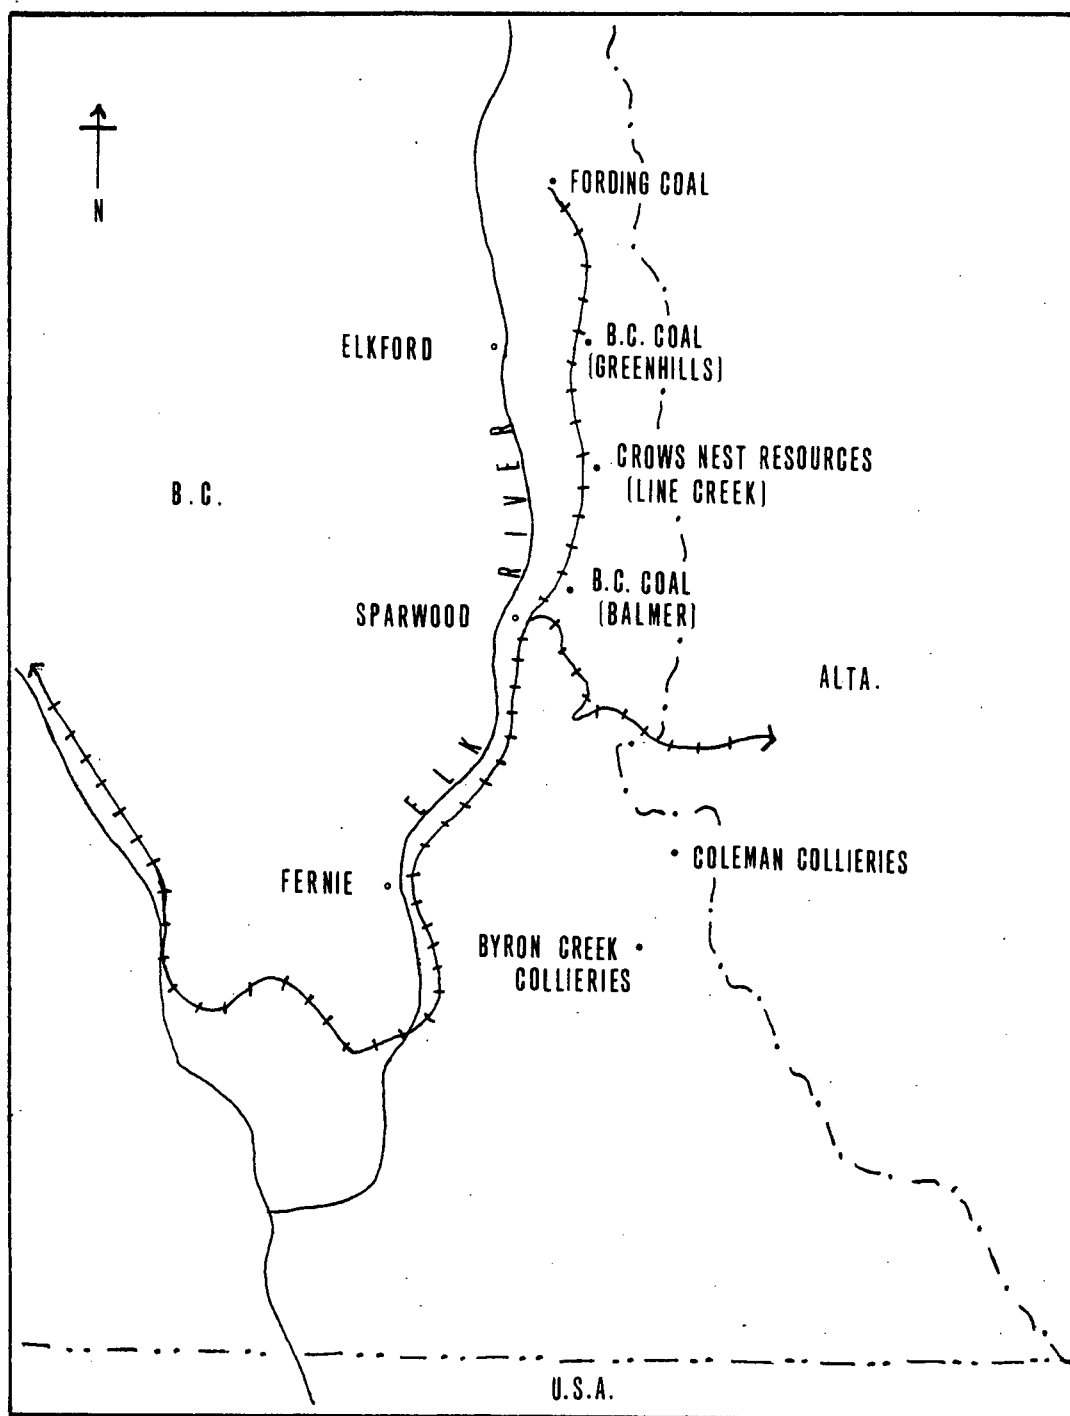 N
FORDING COAL
ELKFORD
B.C. COAL
(GREENHILLS)
CROWS NEST RESOURCES
(LINE CREEK)
B.C.
ELK RIVER
B.C. COAL
(BALMER)
SPARWOOD
ALTA.
COLEMAN COLLIERIES
FERNIE
BYRON CREEK
COLLIERIES
U.S.A.